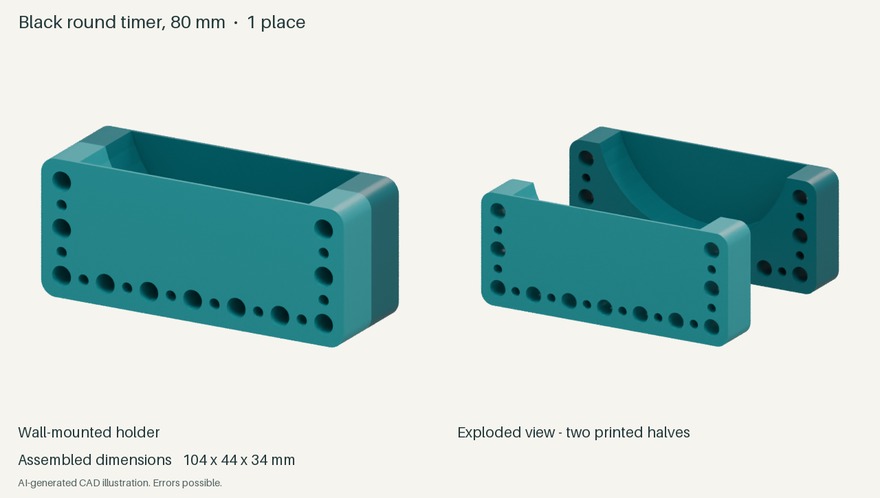 Black round timer, 80 mm · 1 place
Wall-mounted holder
Exploded view - two printed halves
Assembled dimensions 104 x 44 x 34 mm
AI-generated CAD illustration. Errors possible.